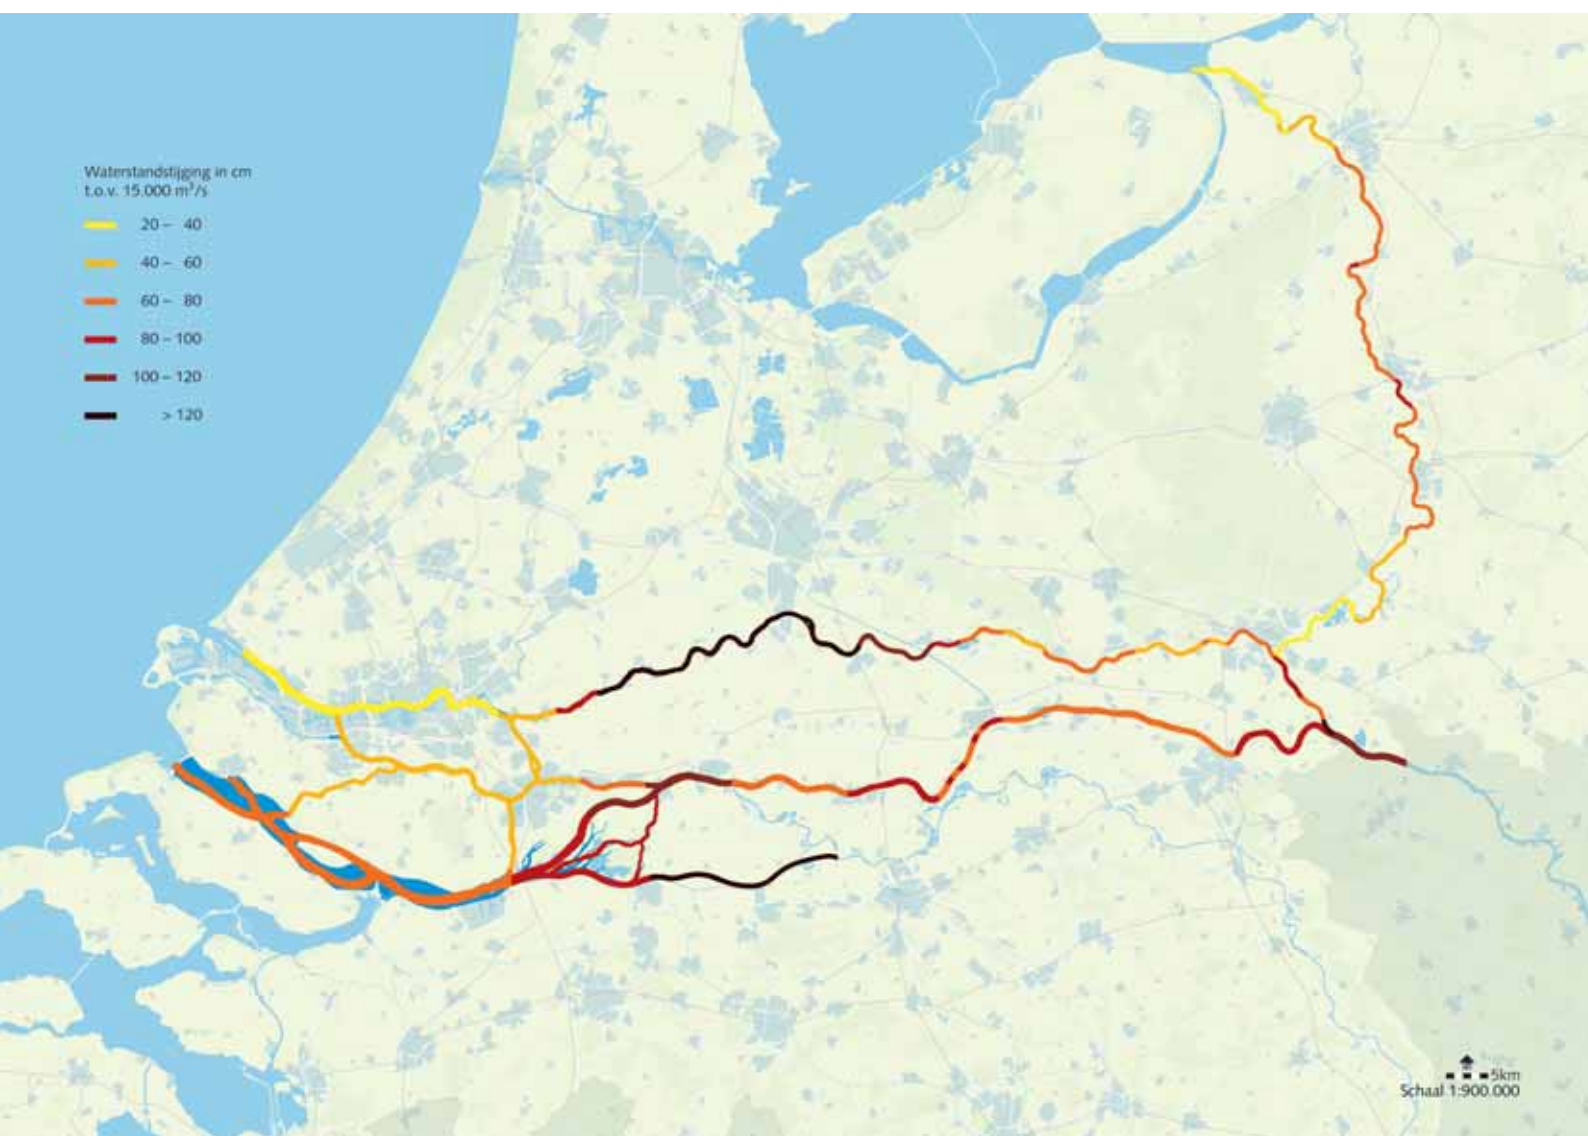 Waterstandstijging in cm
t.o.v. 15.000 m³/s
20 – 40
40 – 60
60 – 80
80 – 100
100 – 120
> 120
5km
Schaal 1:900.000